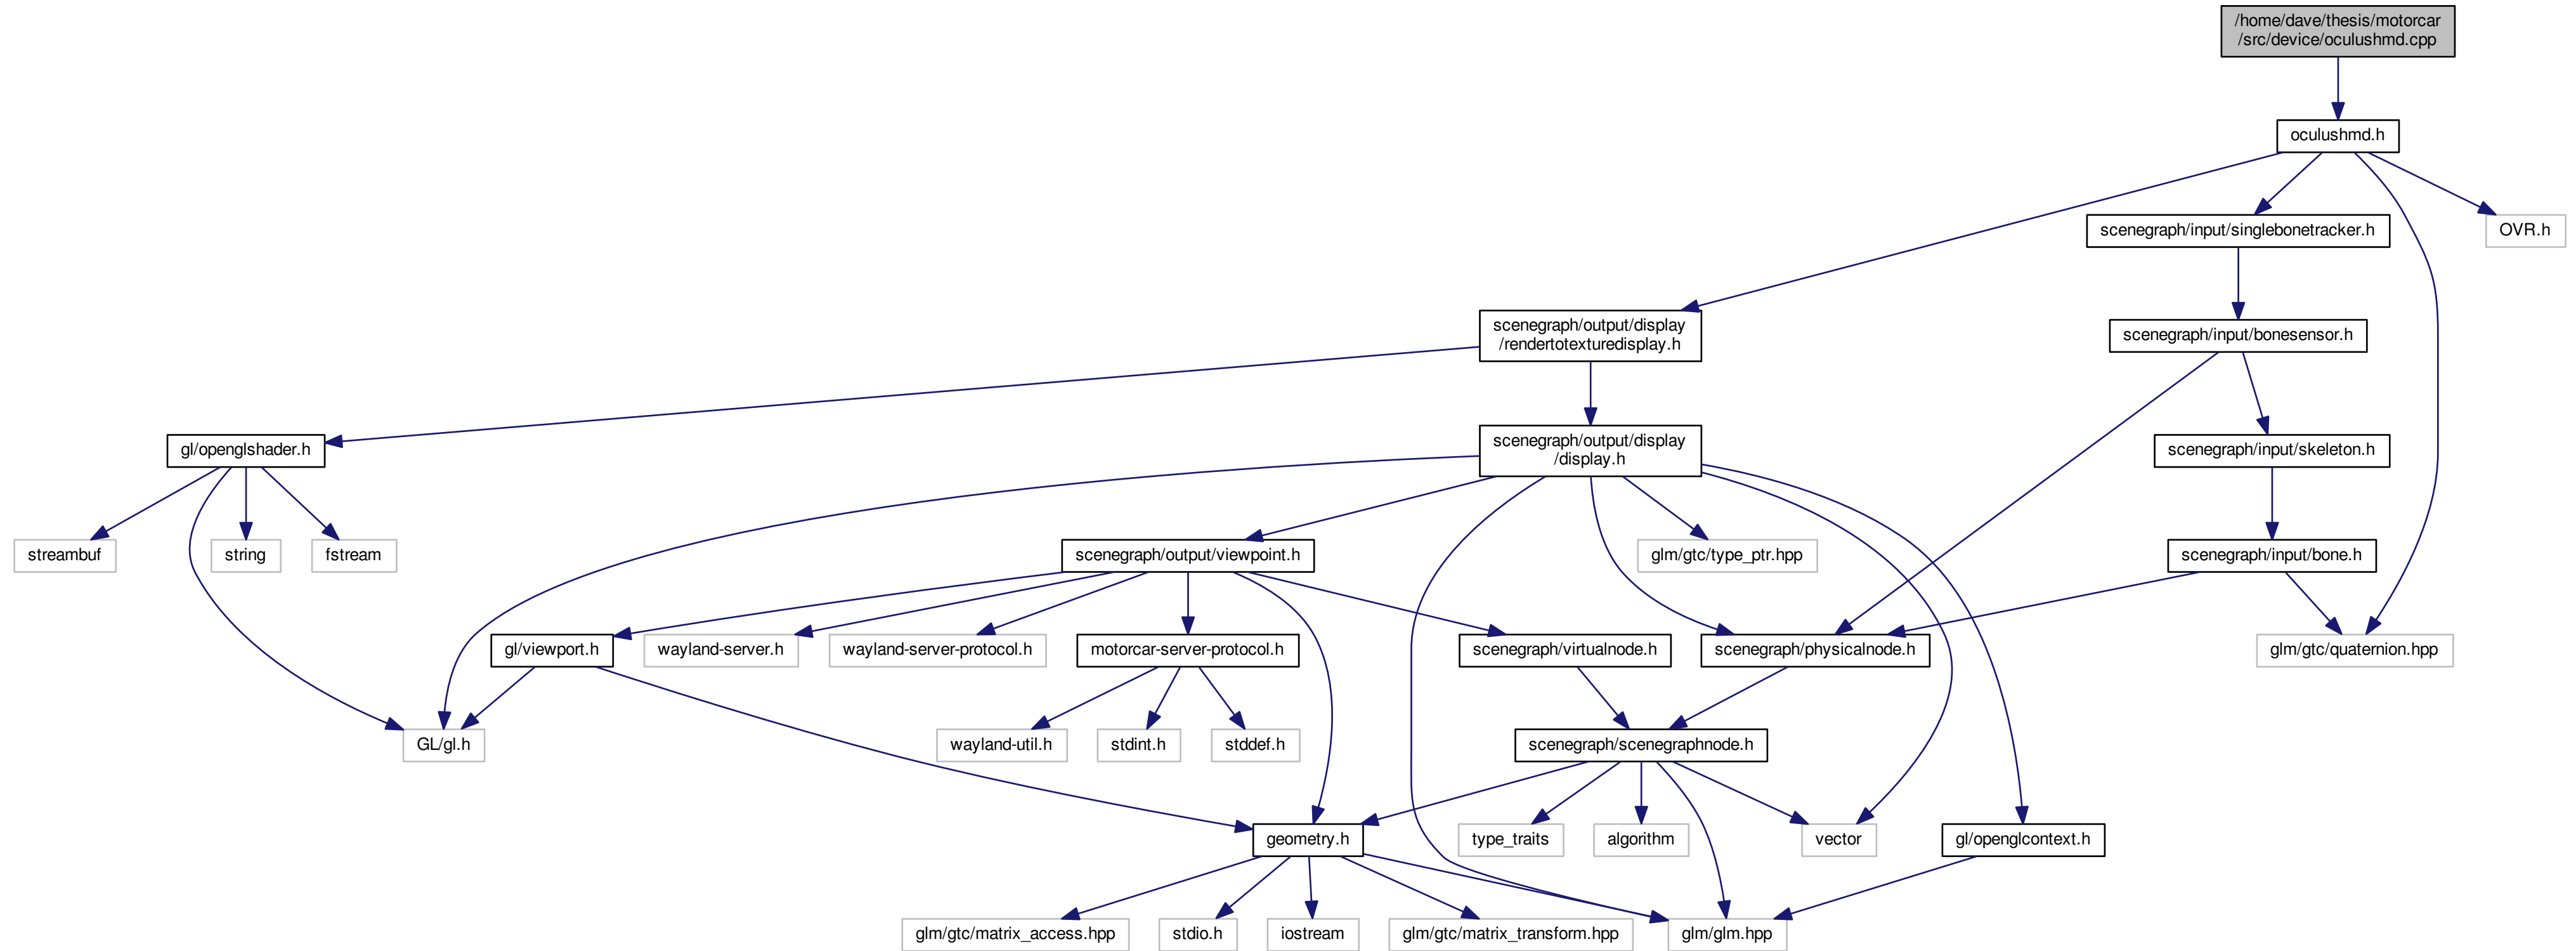 /home/dave/thesis/motorcar
/src/device/oculushmd.cpp
oculushmd.h
scenegraph/input/singlebonetracker.h
OVR.h
scenegraph/output/display
/rendertotexturedisplay.h
scenegraph/input/bonesensor.h
gl/openglshader.h
scenegraph/output/display
/display.h
scenegraph/input/skeleton.h
streambuf
string
fstream
scenegraph/output/viewpoint.h
glm/gtc/type_ptr.hpp
scenegraph/input/bone.h
gl/viewport.h
wayland-server.h
wayland-server-protocol.h
motorcar-server-protocol.h
scenegraph/virtualnode.h
scenegraph/physicalnode.h
glm/gtc/quaternion.hpp
GL/gl.h
wayland-util.h
stdint.h
stddef.h
scenegraph/scenegraphnode.h
geometry.h
type_traits
algorithm
vector
gl/openglcontext.h
glm/gtc/matrix_access.hpp
stdio.h
iostream
glm/gtc/matrix_transform.hpp
glm/glm.hpp